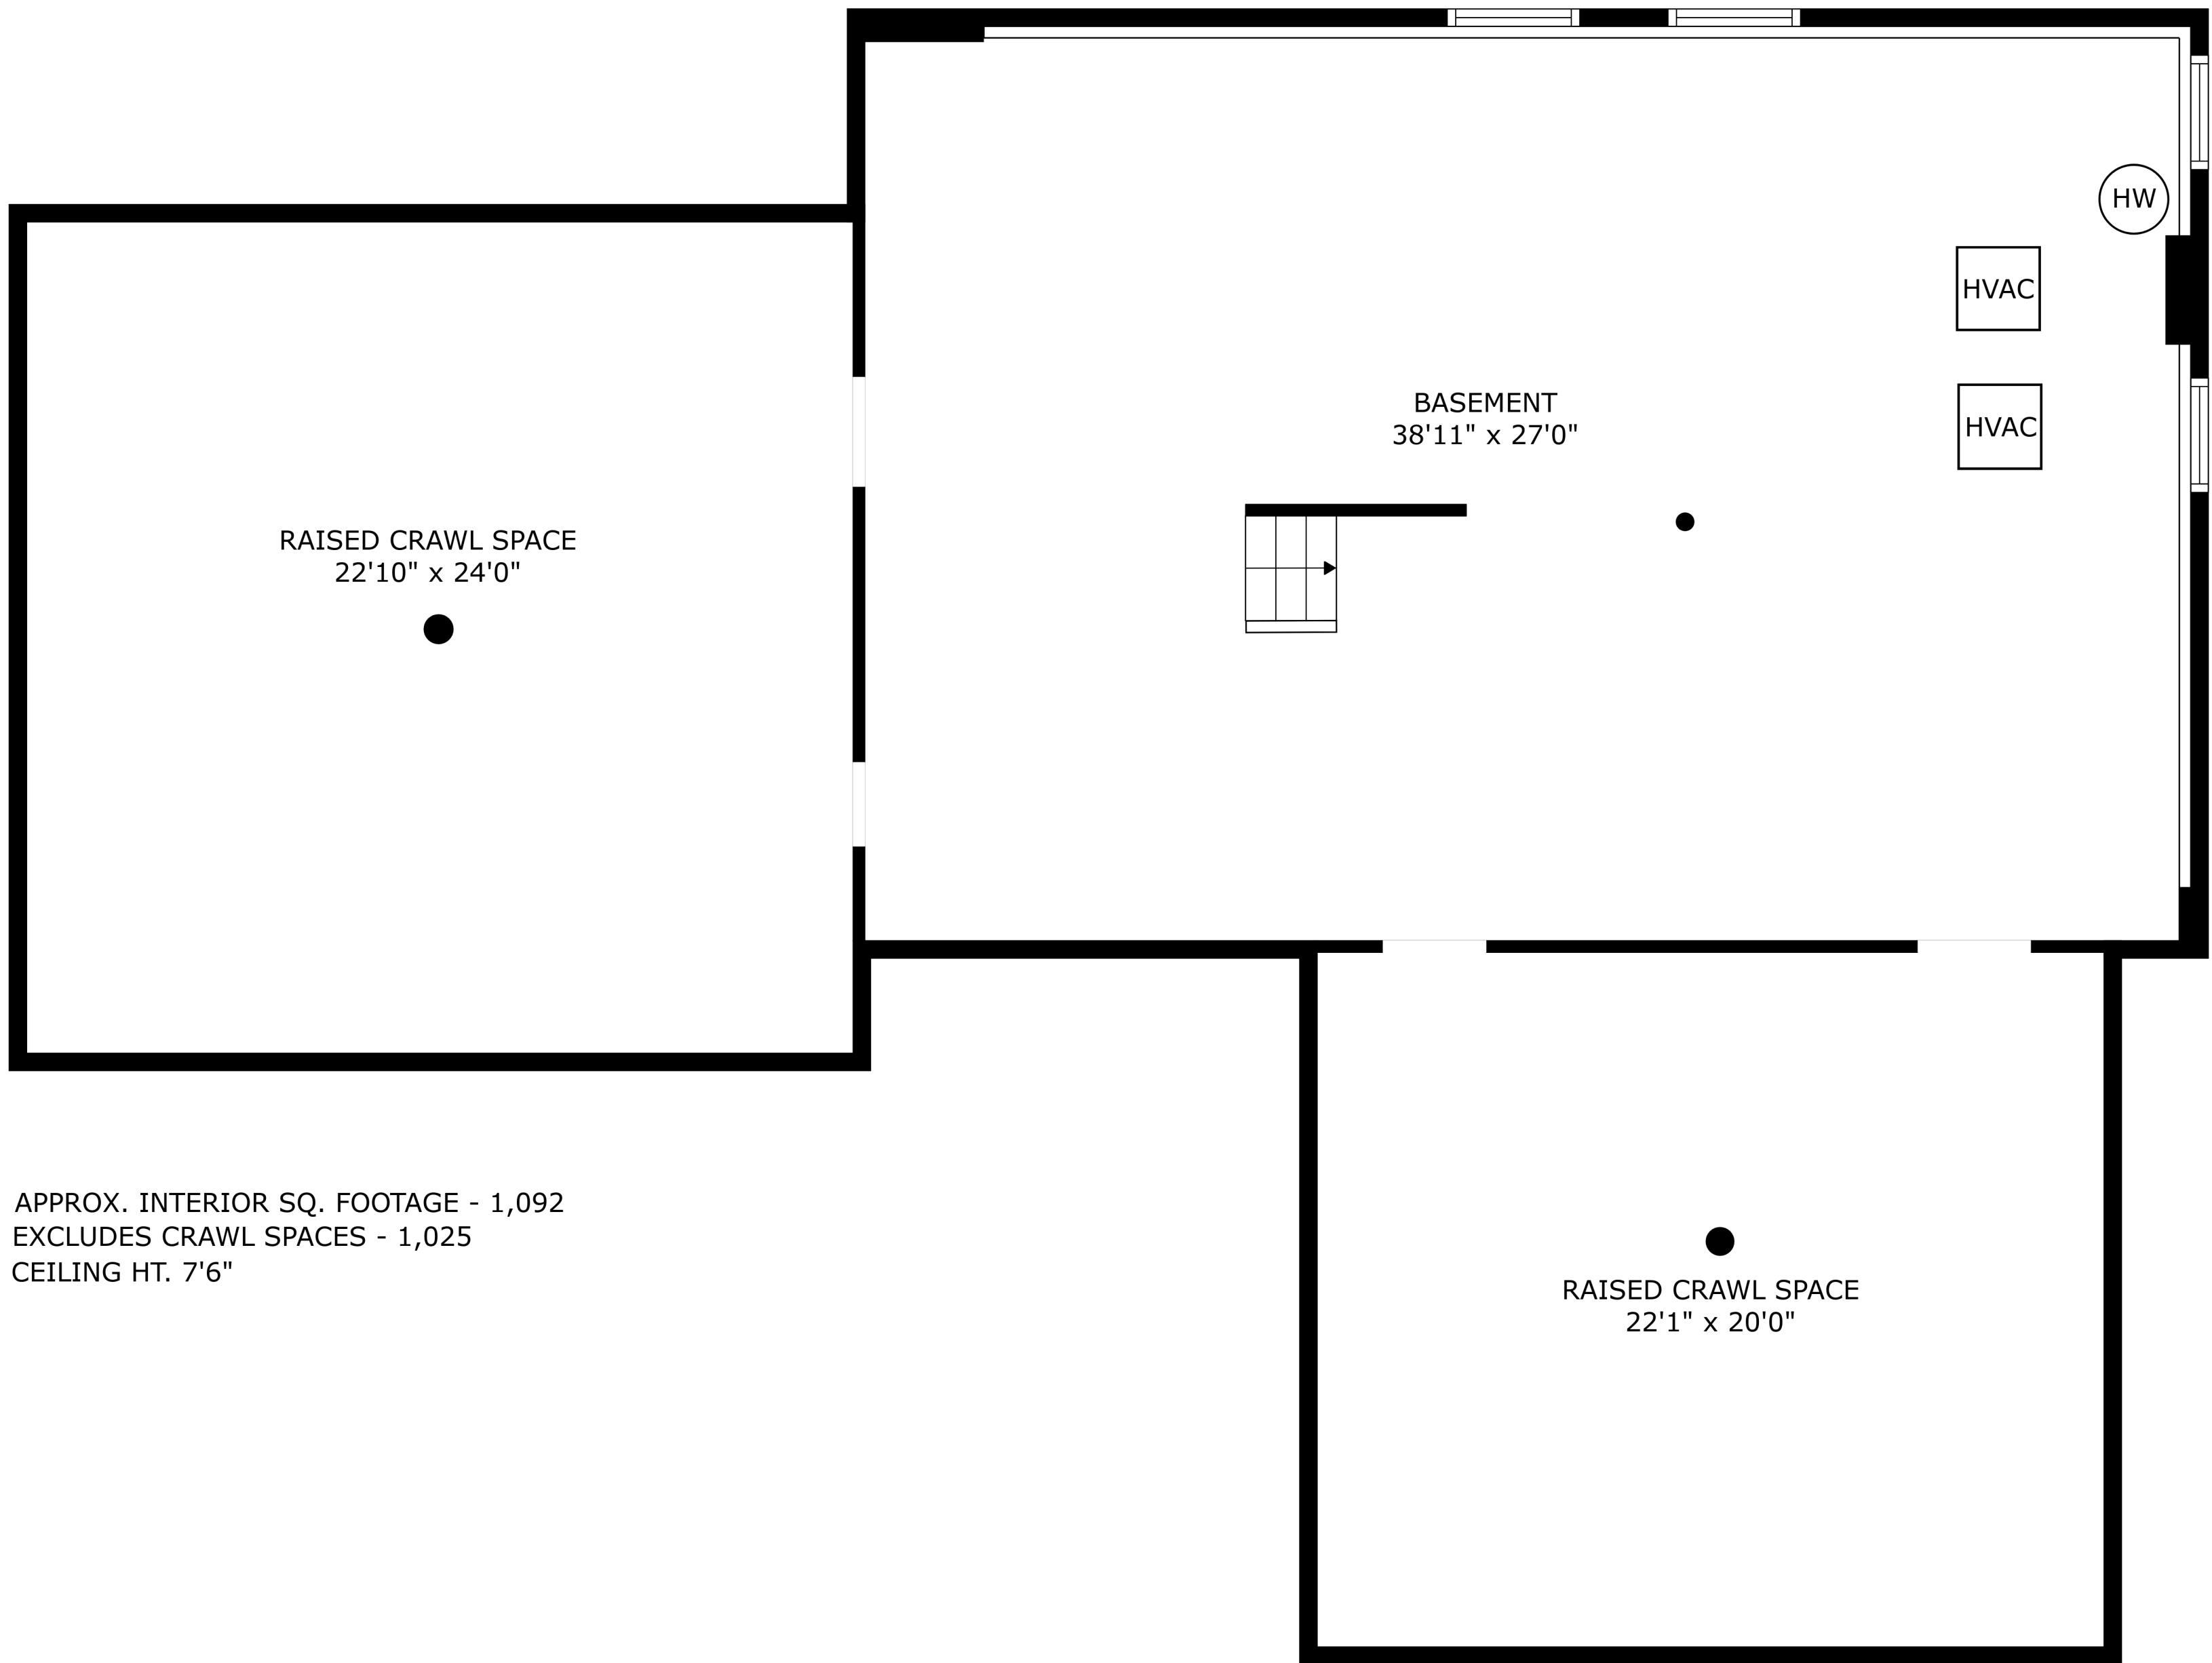 HW
HVAC
BASEMENT
38'11" x 27'0"
HVAC
RAISED CRAWL SPACE
22'10" x 24'0"
APPROX. INTERIOR SQ. FOOTAGE - 1,092
EXCLUDES CRAWL SPACES - 1,025
CEILING HT. 7'6"
RAISED CRAWL SPACE
22'1" x 20'0"